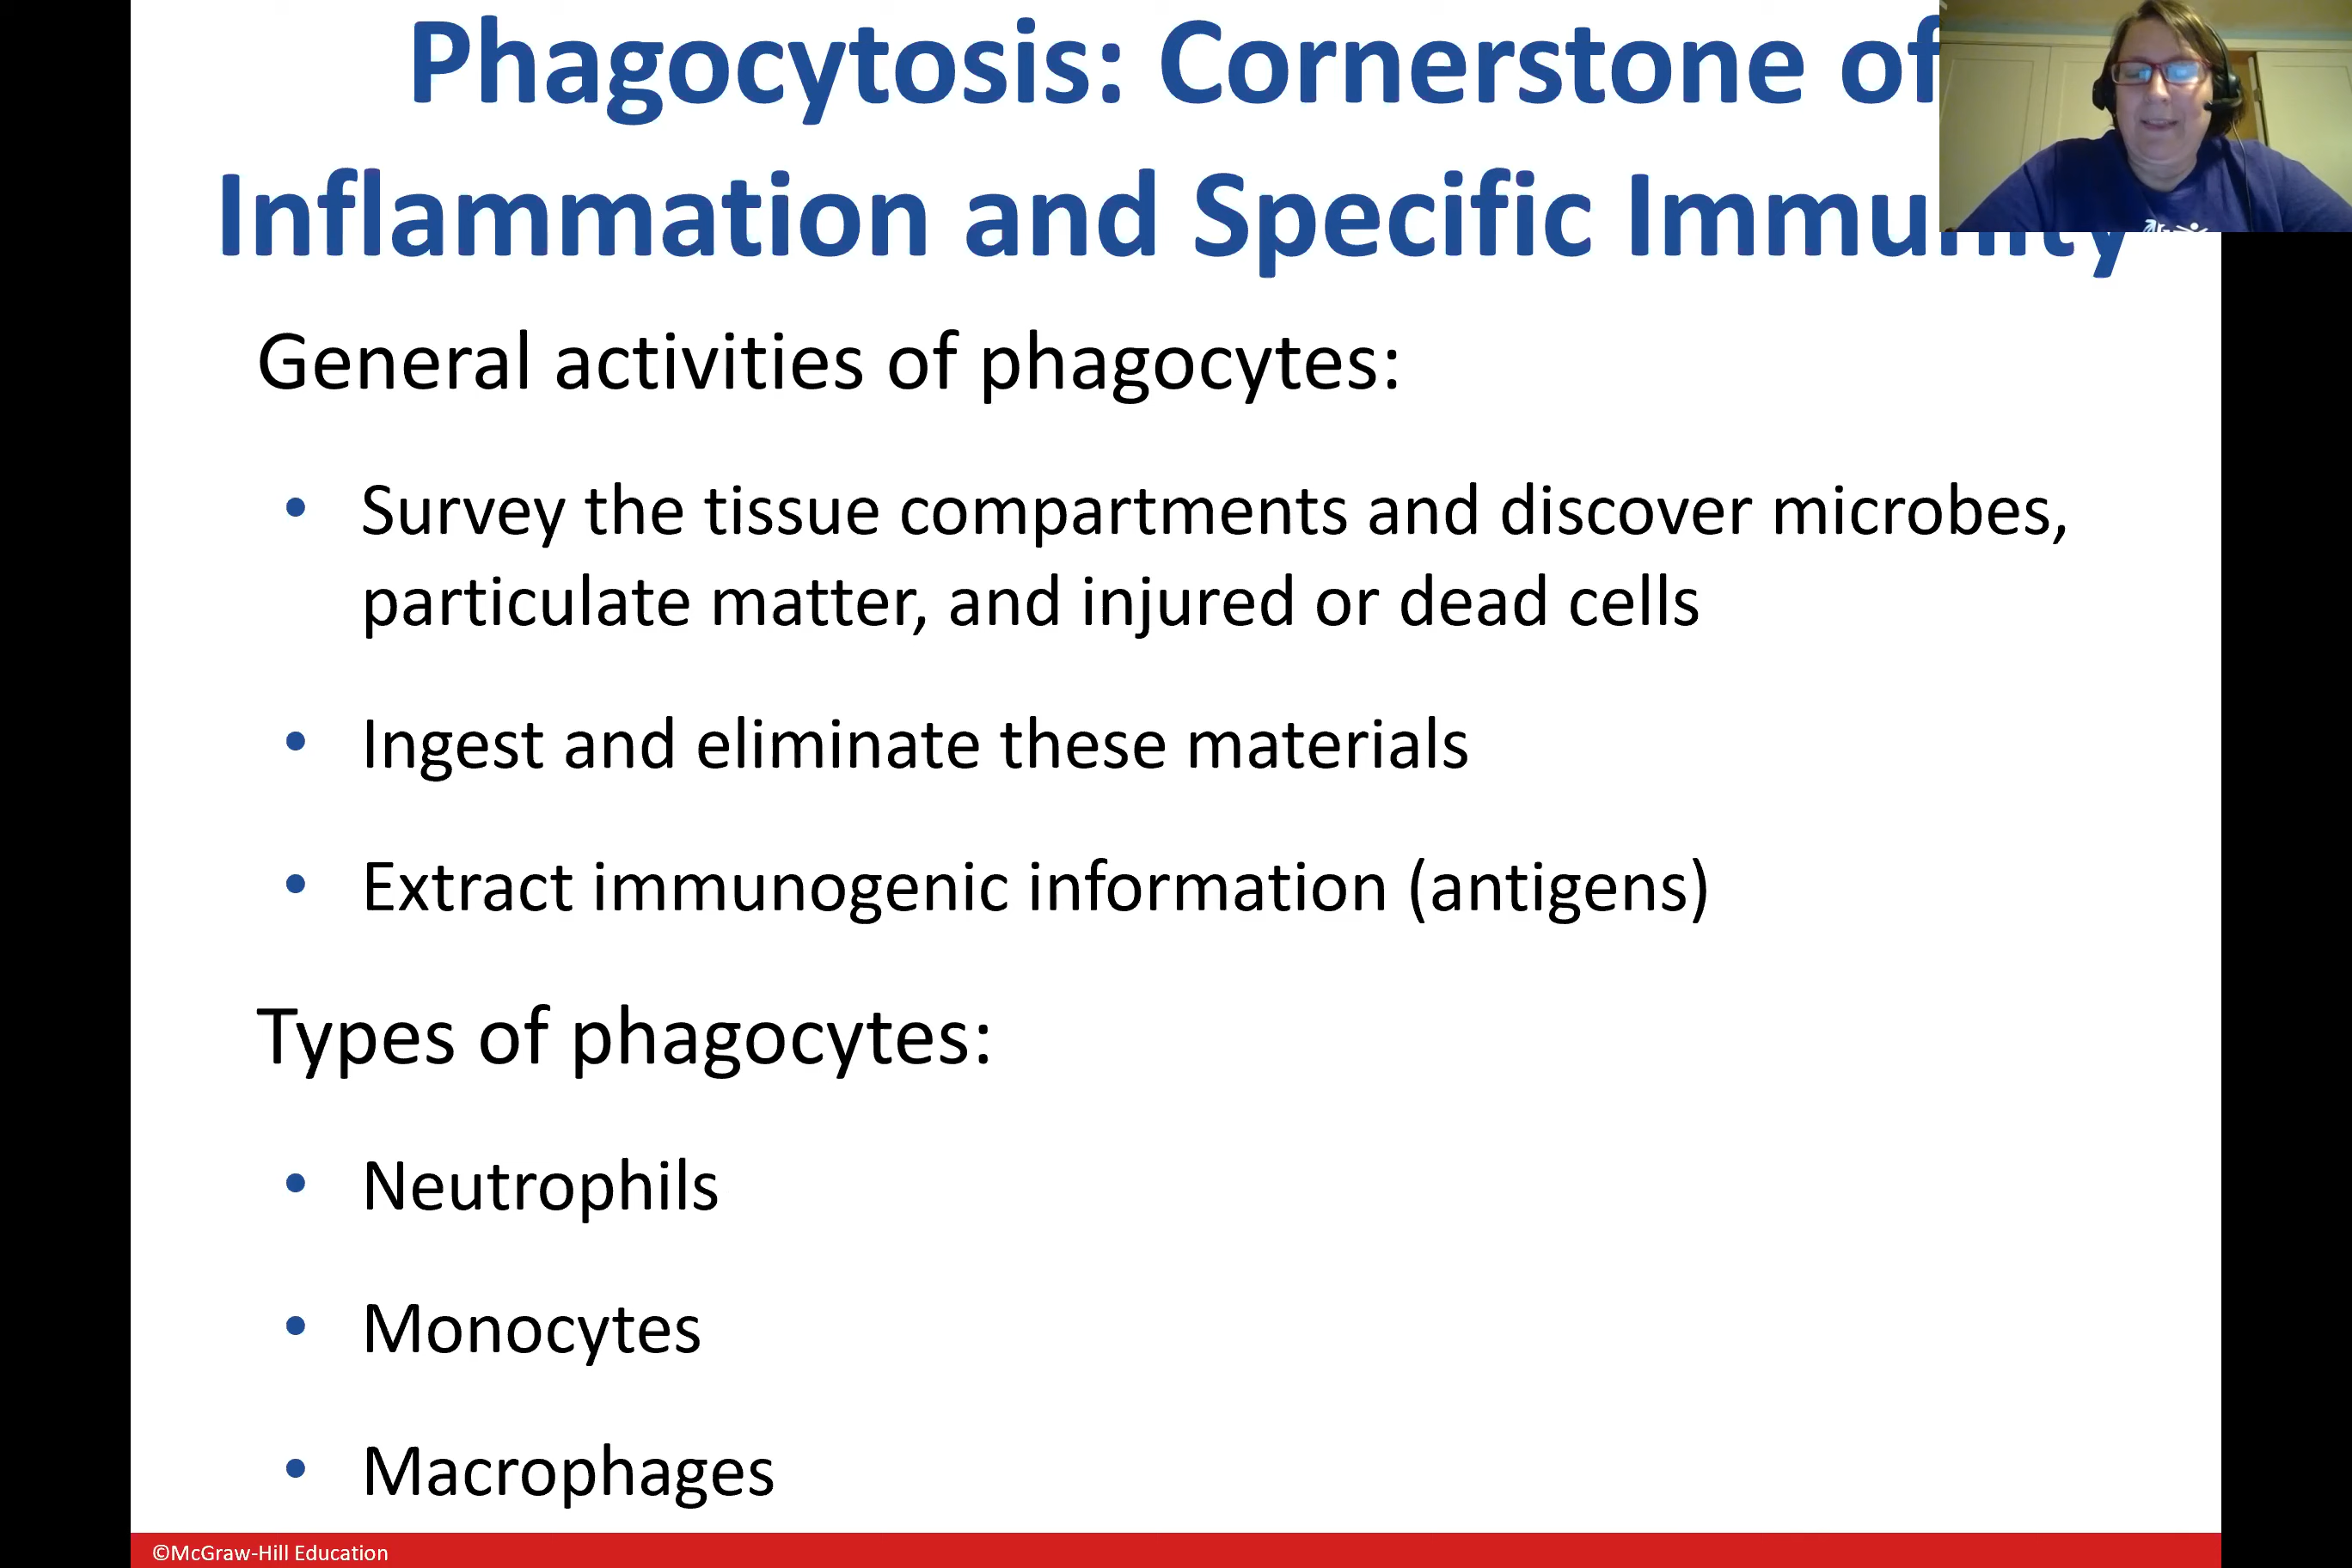 Phagocytosis: Cornerstone of
Inflammation and Specific Immunity
General activities of phagocytes:
• Survey the tissue compartments and discover microbes,
particulate matter, and injured or dead cells
• Ingest and eliminate these materials
• Extract immunogenic information (antigens)
Types of phagocytes:
• Neutrophils
• Monocytes
• Macrophages
©McGraw-Hill Education